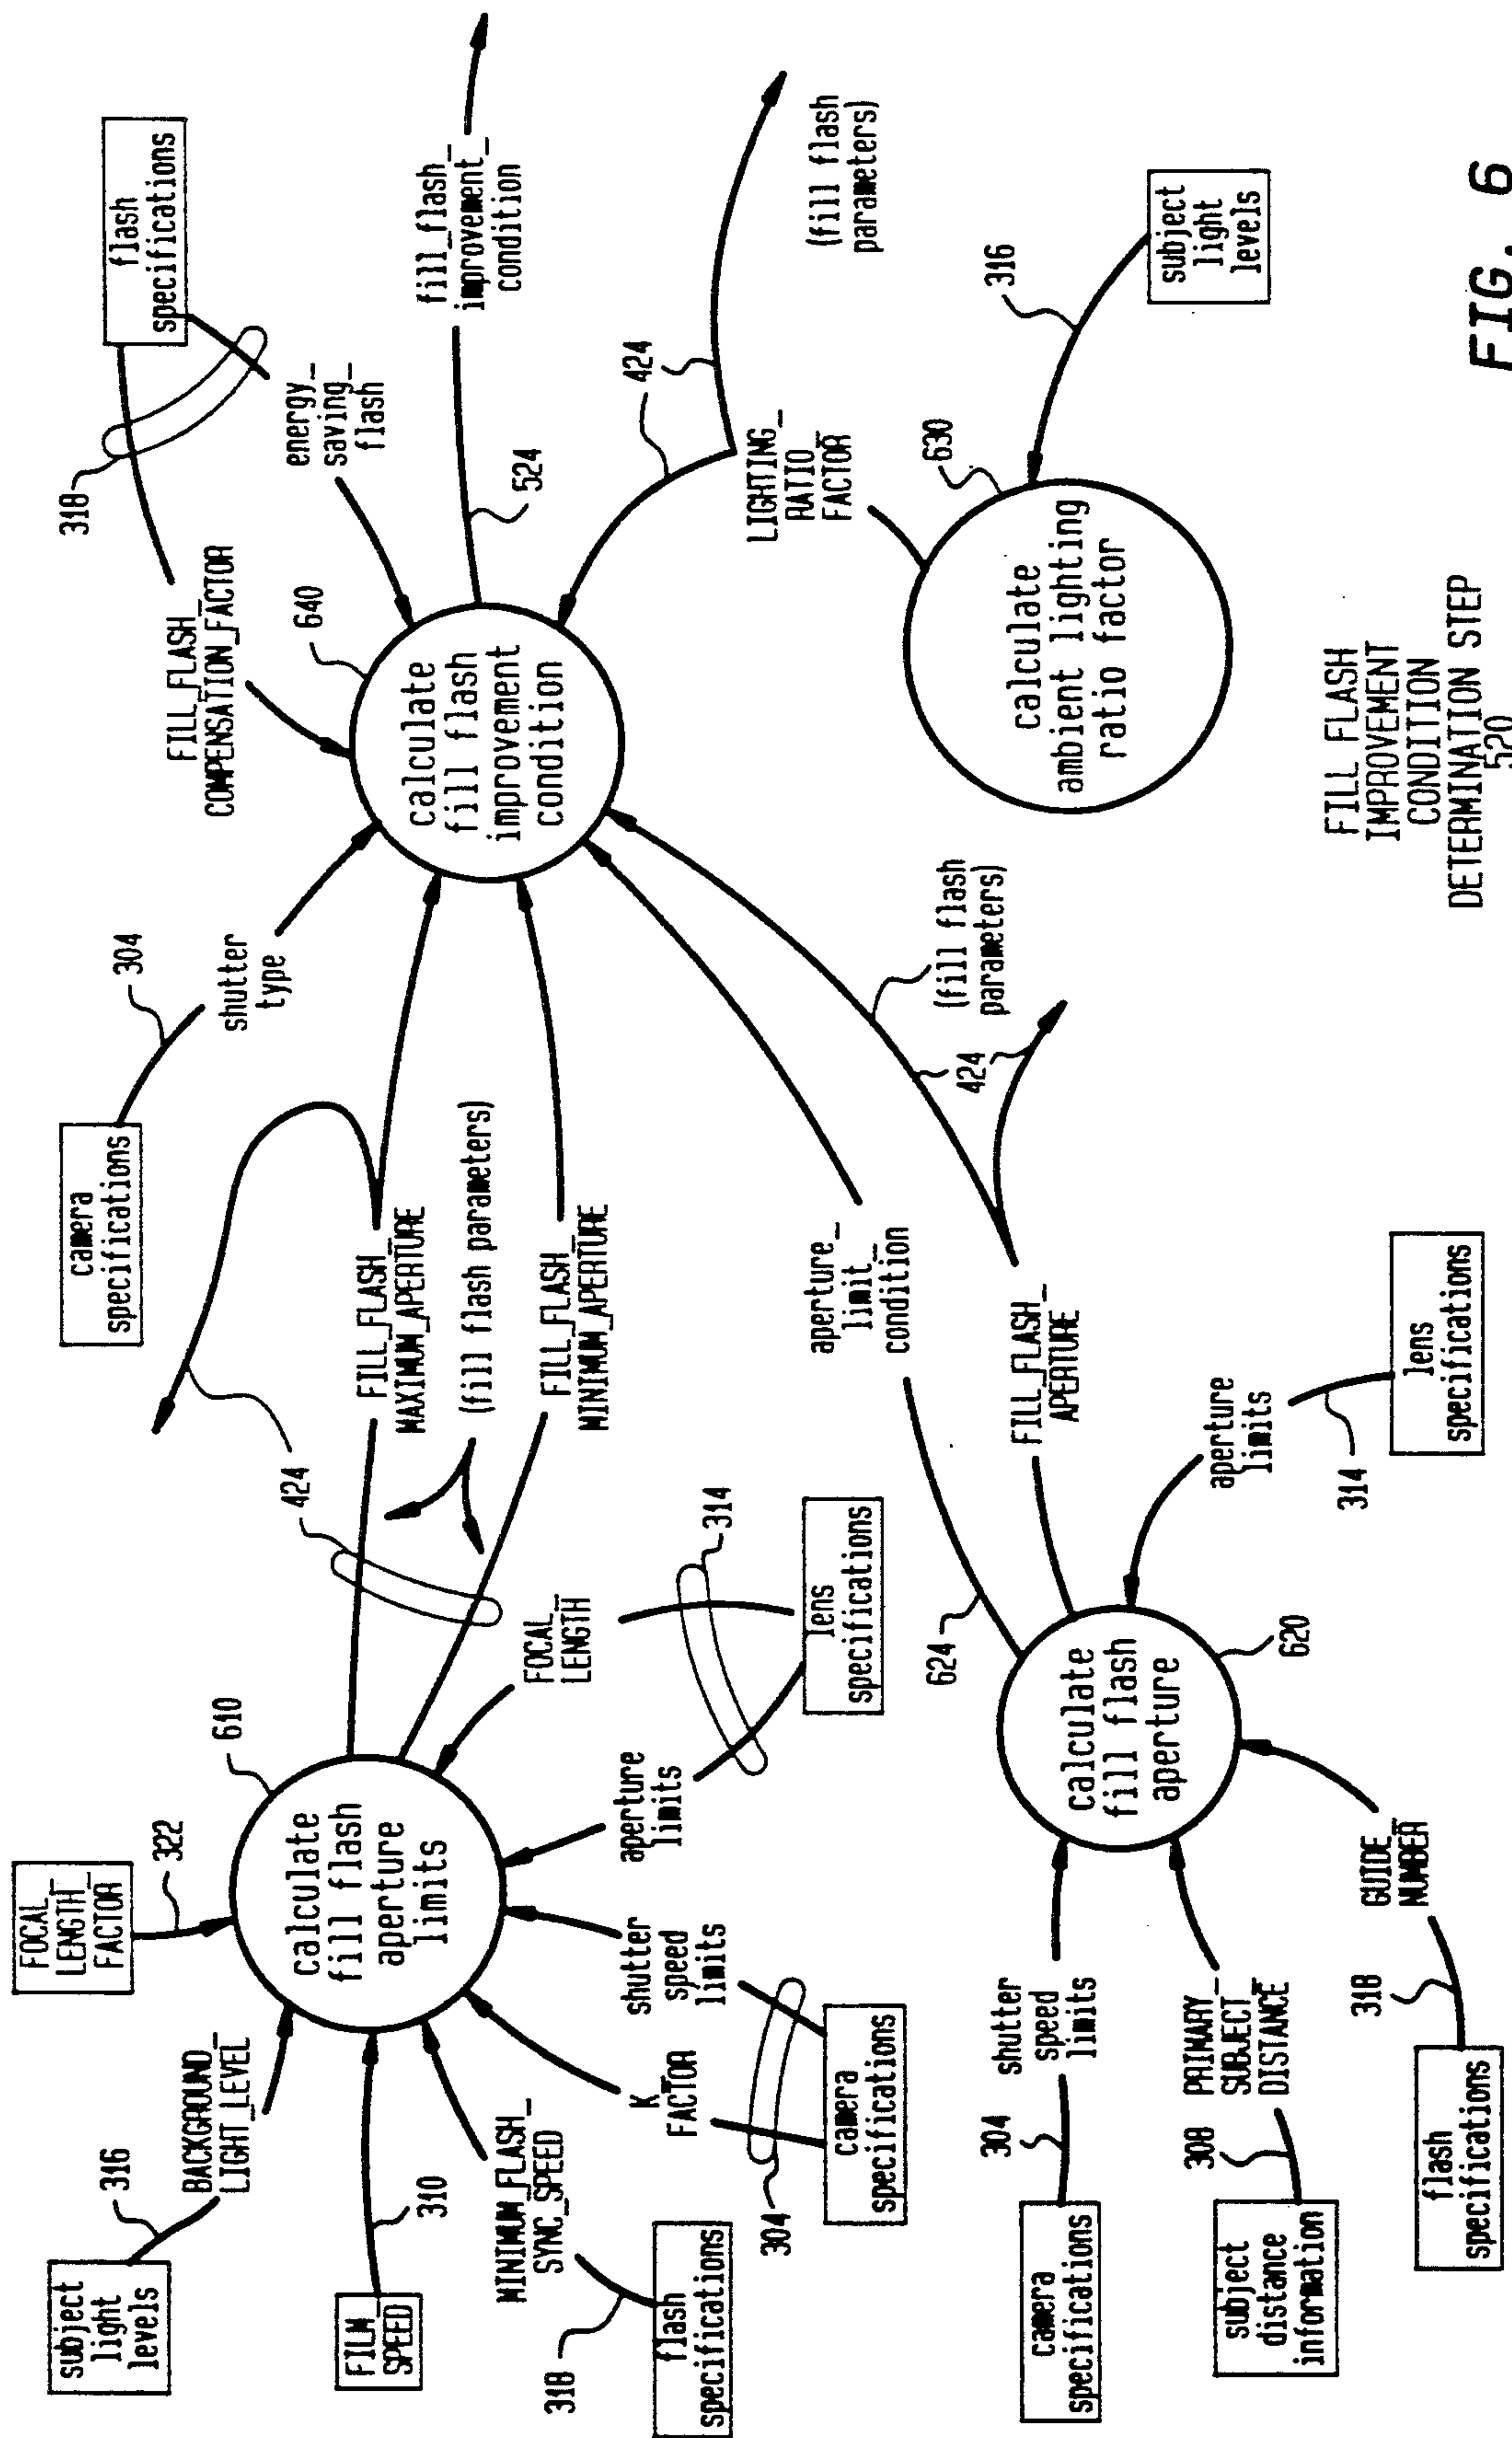 subject
light
levels
316
BACKGROUND_
LIGHT_LEVEL
FOCAL_
LENGTH_
FACTOR
322
610
calculate
fill flash
aperture
limits
FILM_
SPEED
310
MINIMUM_FLASH_
SYNC_SPEED
318
flash
specifications
K_
FACTOR
shutter
speed
limits
304
camera
specifications
aperture
limits
FOCAL_
LENGTH
314
lens
specifications
424
FILL_FLASH_
MAXIMUM_APERTURE
(fill flash parameters)
FILL_FLASH_
MINIMUM_APERTURE
camera
specifications
304
shutter
type
FILL_FLASH_
COMPENSATION_FACTOR
318
flash
specifications
energy_
saving_
flash
640
calculate
fill flash
improvement
condition
524
fill_flash_
improvement_
condition
camera
specifications
304
shutter
speed
limits
subject
distance
information
308
PRIMARY_
SUBJECT_
DISTANCE
flash
specifications
318
GUIDE_
NUMBER
calculate
fill flash
aperture
620
624
aperture_
limit_
condition
FILL_FLASH_
APERTURE
aperture
limits
314
lens
specifications
424
(fill flash
parameters)
LIGHTING_
RATIO_
FACTOR
424
(fill flash
parameters)
630
calculate
ambient lighting
ratio factor
316
subject
light
levels
FILL FLASH
IMPROVEMENT
CONDITION
DETERMINATION STEP
520
FIG. 6